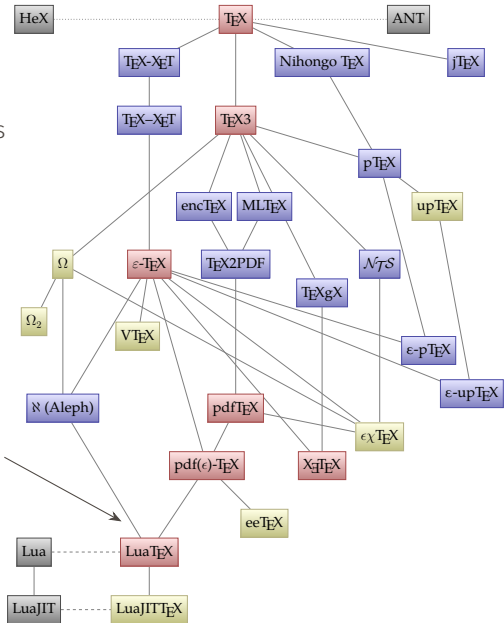 HeX
TEX
ANT
TEX-XET
Nihongo TEX
jTEX
TEX--XET
TEX3
s
pTEX
encTEX
MLTEX
upTEX
Ω
ε-TEX
TEX2PDF
NTS
TEXgX
Ω2
VTEX
ε-pTEX
ε-upTEX
ℵ (Aleph)
pdfTEX
ϵχTEX
pdf(ϵ)-TEX
XƎTEX
eeTEX
Lua
LuaTEX
LuaJIT
LuaJITTEX